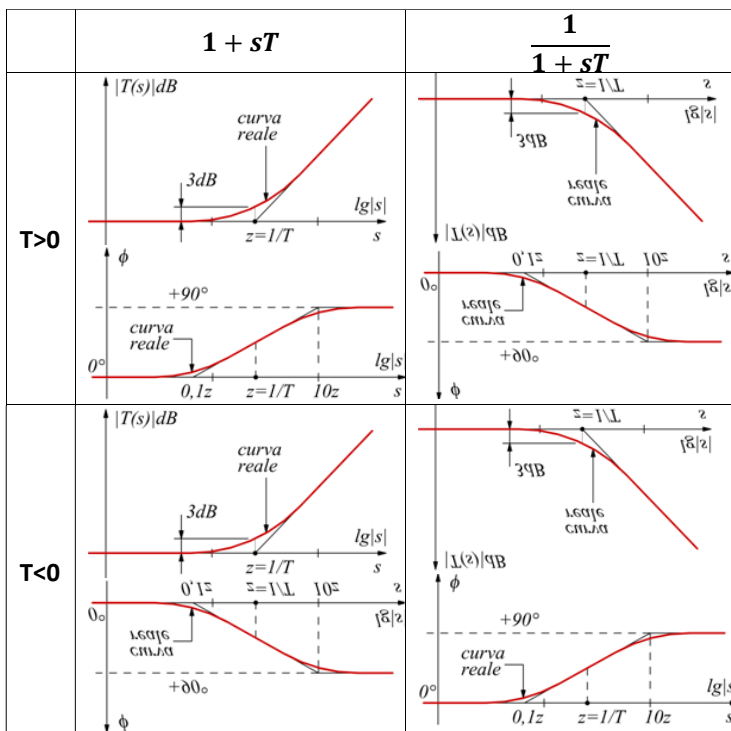 1 + sT
1
1 + sT
T>0
|T(s)|dB
curva
reale
3dB
lg|s|
z=1/T
s
ϕ
+90°
curva
reale
0°
lg|s
0,1z
z=1/T
10z
s
z=1/T
s
lg|s|
3dB
reale
curva
|T(s)|dB
0,1z
z=1/T
10z
s
0°
lg|s
reale
curva
+90°
ϕ
T<0
|T(s)|dB
curva
reale
3dB
lg|s|
z=1/T
s
0,1z
z=1/T
10z
s
0°
lg|s
reale
curva
+90°
ϕ
z=1/T
s
lg|s|
3dB
reale
curva
|T(s)|dB
ϕ
+90°
curva
reale
0°
lg|s
0,1z
z=1/T
10z
s